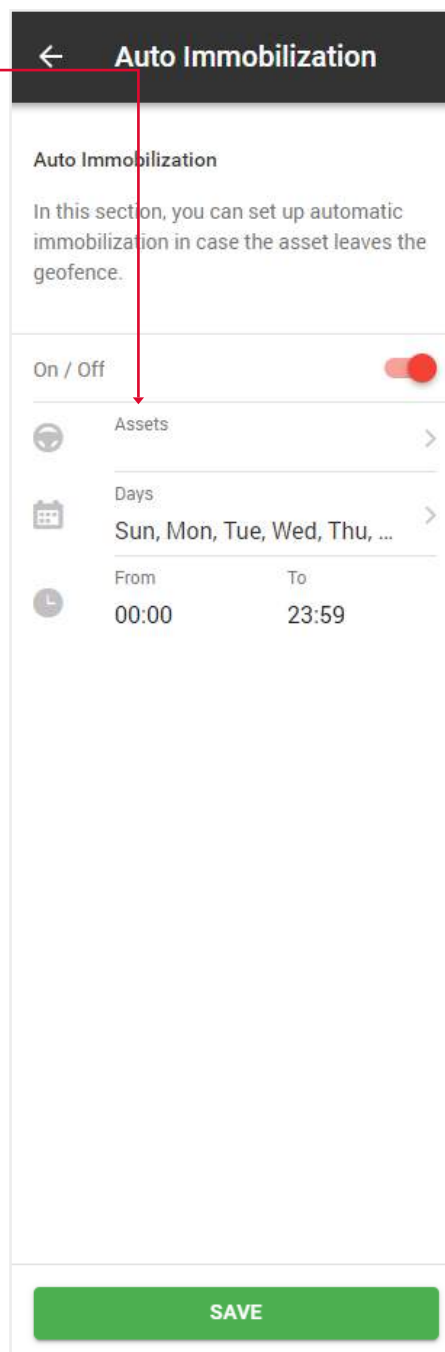 Auto Immobilization
Auto Immobilization
In this section, you can set up automatic
immobilization in case the asset leaves the
geofence.
On / Off
Assets
Days
Sun, Mon, Tue, Wed, Thu, ...
From To
00:00 23:59
SAVE